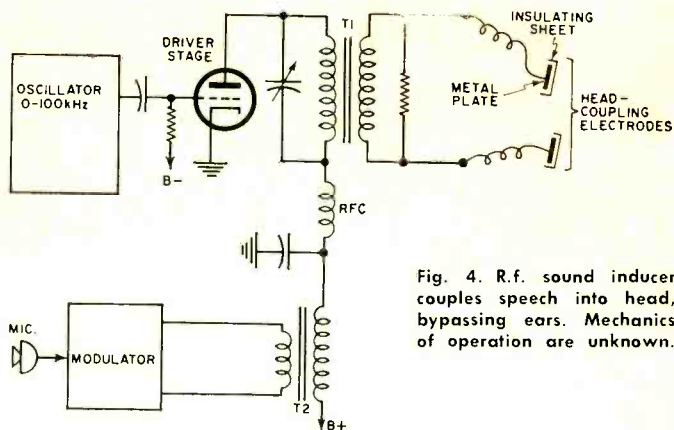 DRIVER
STAGE
OSCILLATOR
0-100kHz
B-
T1
INSULATING
SHEET
METAL
PLATE
HEAD-
COUPLING
ELECTRODES
RFC
MIC.
MODULATOR
T2
B+
Fig. 4. R.f. sound inducer
couples speech into head,
bypassing ears. Mechanics
of operation are unknown.